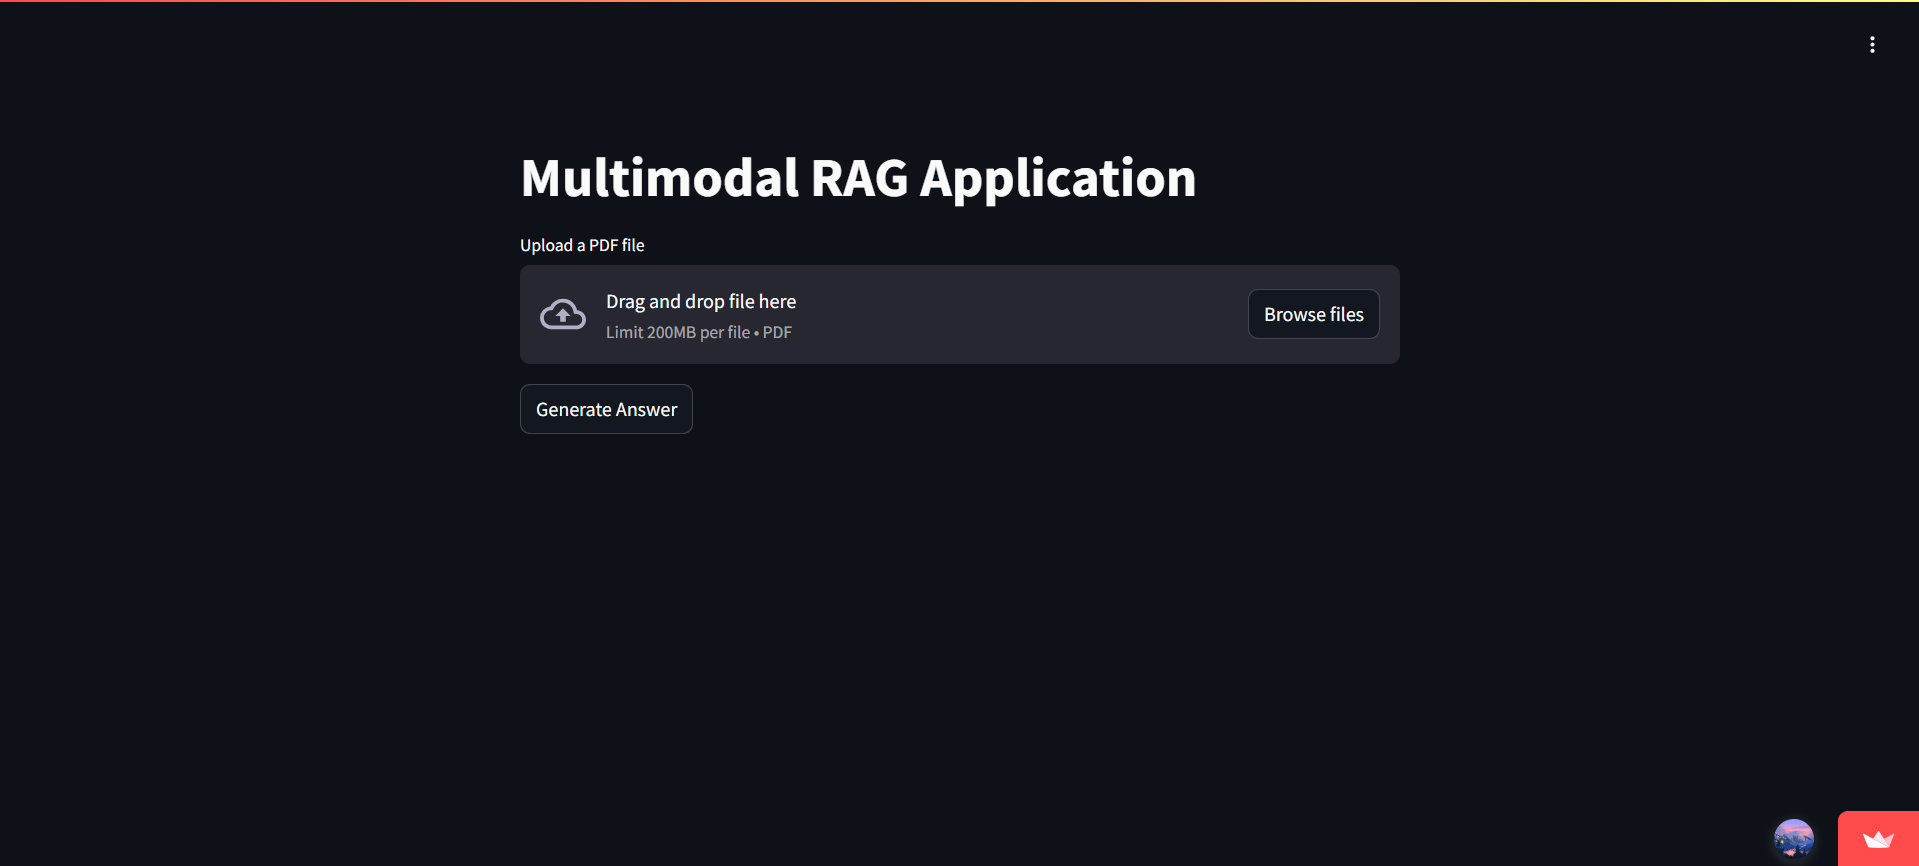 Multimodal RAG Application
Upload a PDF file
Drag and drop file here
Limit 200MB per file • PDF
Browse files
Generate Answer